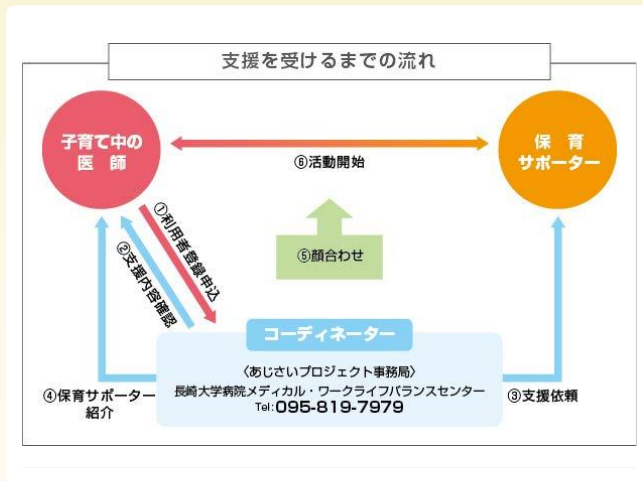 支援を受けるまでの流れ
子育て中の
医 師
保 育
サポーター
⑥活動開始
①利用者登録申込
②支援内容確認
⑤顔合わせ
コーディネーター
〈あじさいプロジェクト事務局〉
長崎大学病院メディカル・ワークライフバランスセンター
Tel:095-819-7979
④保育サポーター
紹介
③支援依頼